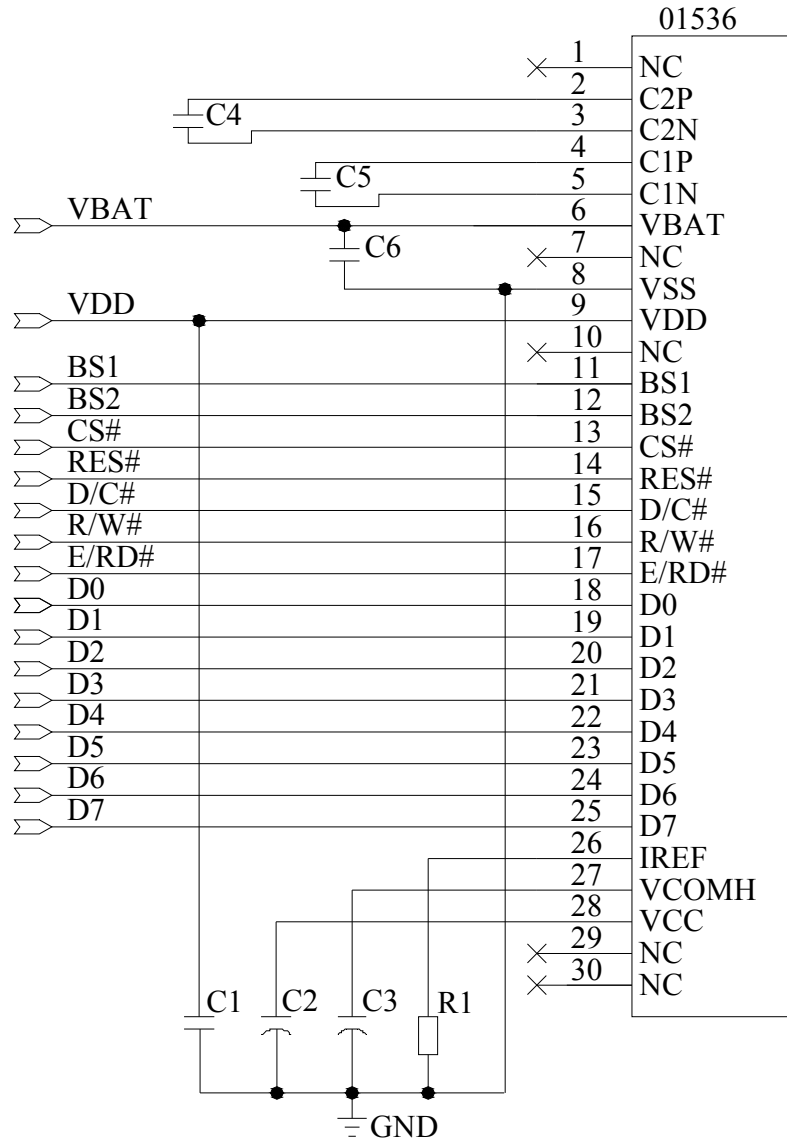 01536
1 NC
2 C2P
C4
3 C2N
4 C1P
C5
5 C1N
VBAT 6 VBAT
C6
7 NC
8 VSS
VDD 9 VDD
10 NC
BS1 11 BS1
BS2 12 BS2
CS# 13 CS#
RES# 14 RES#
D/C# 15 D/C#
R/W# 16 R/W#
E/RD# 17 E/RD#
D0 18 D0
D1 19 D1
D2 20 D2
D3 21 D3
D4 22 D4
D5 23 D5
D6 24 D6
D7 25 D7
26 IREF
27 VCOMH
28 VCC
29 NC
30 NC
C1 C2 C3 R1
GND